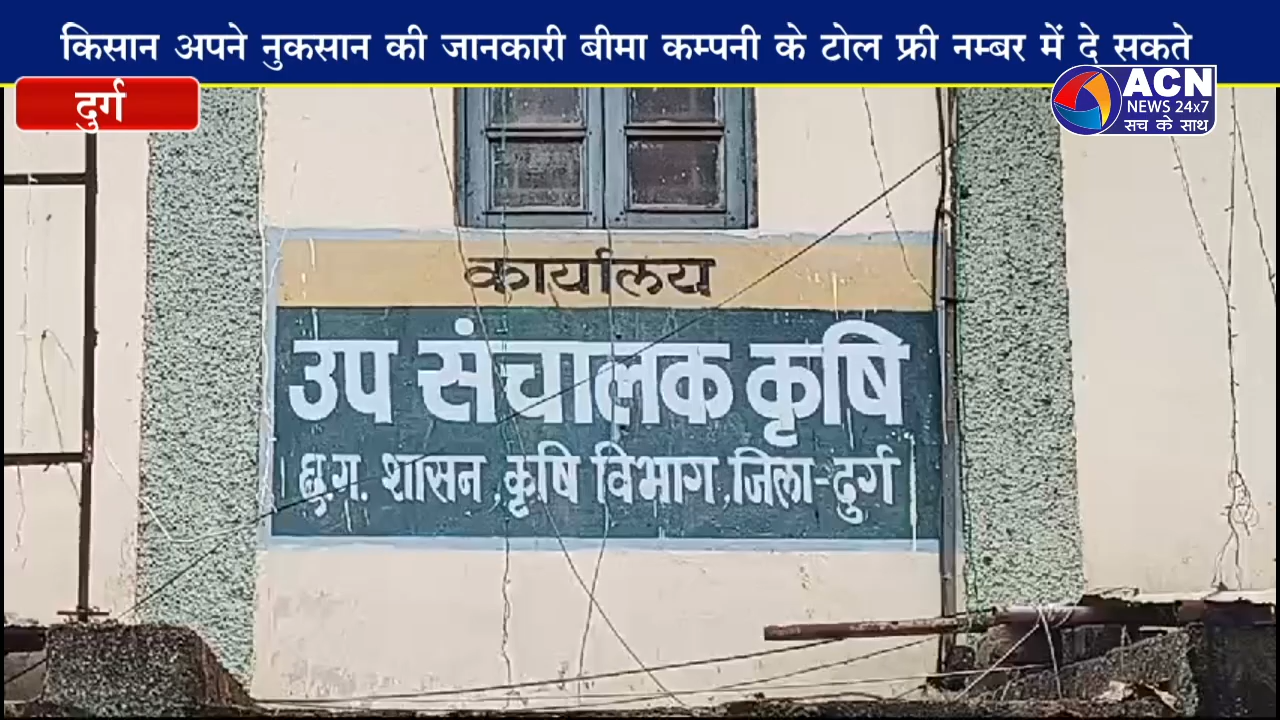 किसान अपने नुकसान की जानकारी बीमा कम्पनी के टोल फ्री नम्बर में दे सकते
दुर्ग
ACN
NEWS 24x7
सच के साथ
कार्यालय
उप संचालक कृषि
छ.ग. शासन, कृषि विभाग, जिला-दुर्ग